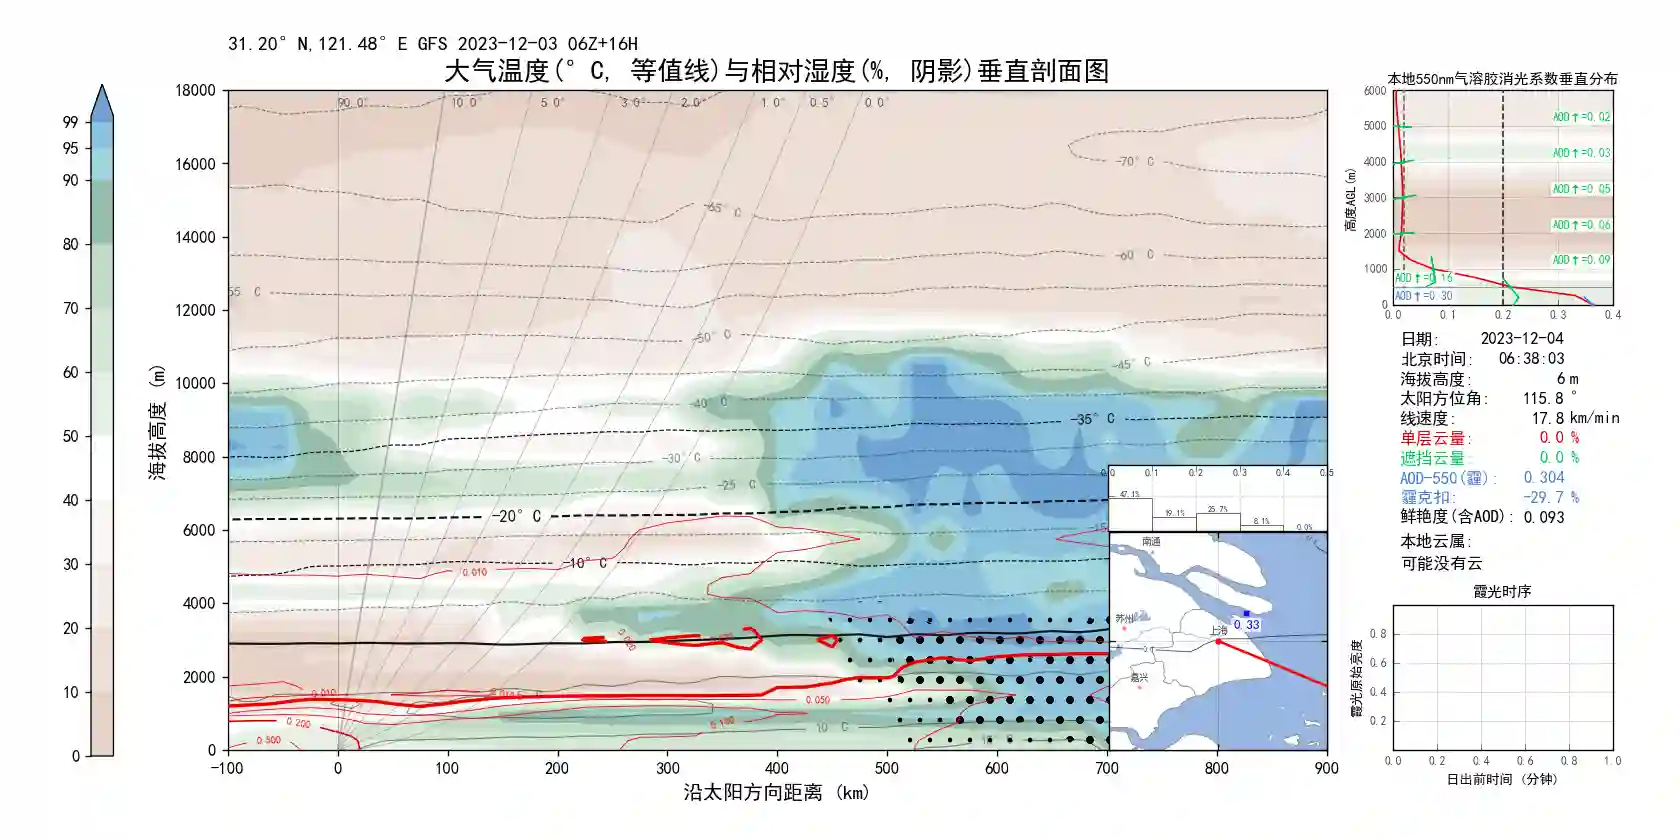 31.20° N,121.48° E GFS 2023-12-03 06Z+16H
大气温度(° C, 等值线)与相对湿度(%, 阴影)垂直剖面图
99
95
90
80
70
60
50
40
30
20
10
0
海拔高度 (m)
18000
16000
14000
12000
10000
8000
6000
4000
2000
0
90.0° 10.0° 5.0° 3.0° 2.0° 1.0° 0.5° 0.0°
-70° C
-65° C
-60° C
55 C
-50° C
-45° C
-40° C
-35° C
-30° C
-25 C
-20° C
-10° C
10 C
0.010
0.010
0.050
0.100
0.200
0.500
-100 0 100 200 300 400 500 600 700 800 900
沿太阳方向距离 (km)
0.0 0.1 0.2 0.3 0.4 0.5
47.1%
19.1%
25.7%
8.1%
0.0%
南通
苏州
上海
嘉兴
0.33
本地550nm气溶胶消光系数垂直分布
高度AGL(m)
6000
5000
4000
3000
2000
1000
0
AOD↑=0.02
AOD↑=0.03
AOD↑=0.05
AOD↑=0.06
AOD↑=0.09
AOD↑=0.16
AOD↑=0.30
0.0 0.1 0.2 0.3 0.4
日期: 2023-12-04
北京时间: 06:38:03
海拔高度: 6 m
太阳方位角: 115.8 °
线速度: 17.8 km/min
单层云量: 0.0 %
遮挡云量: 0.0 %
AOD-550(霾): 0.304
霾克扣: -29.7 %
鲜艳度(含AOD): 0.093
本地云属:
可能没有云
霞光时序
霞光原始亮度
0.8
0.6
0.4
0.2
0.0 0.2 0.4 0.6 0.8 1.0
日出前时间 (分钟)